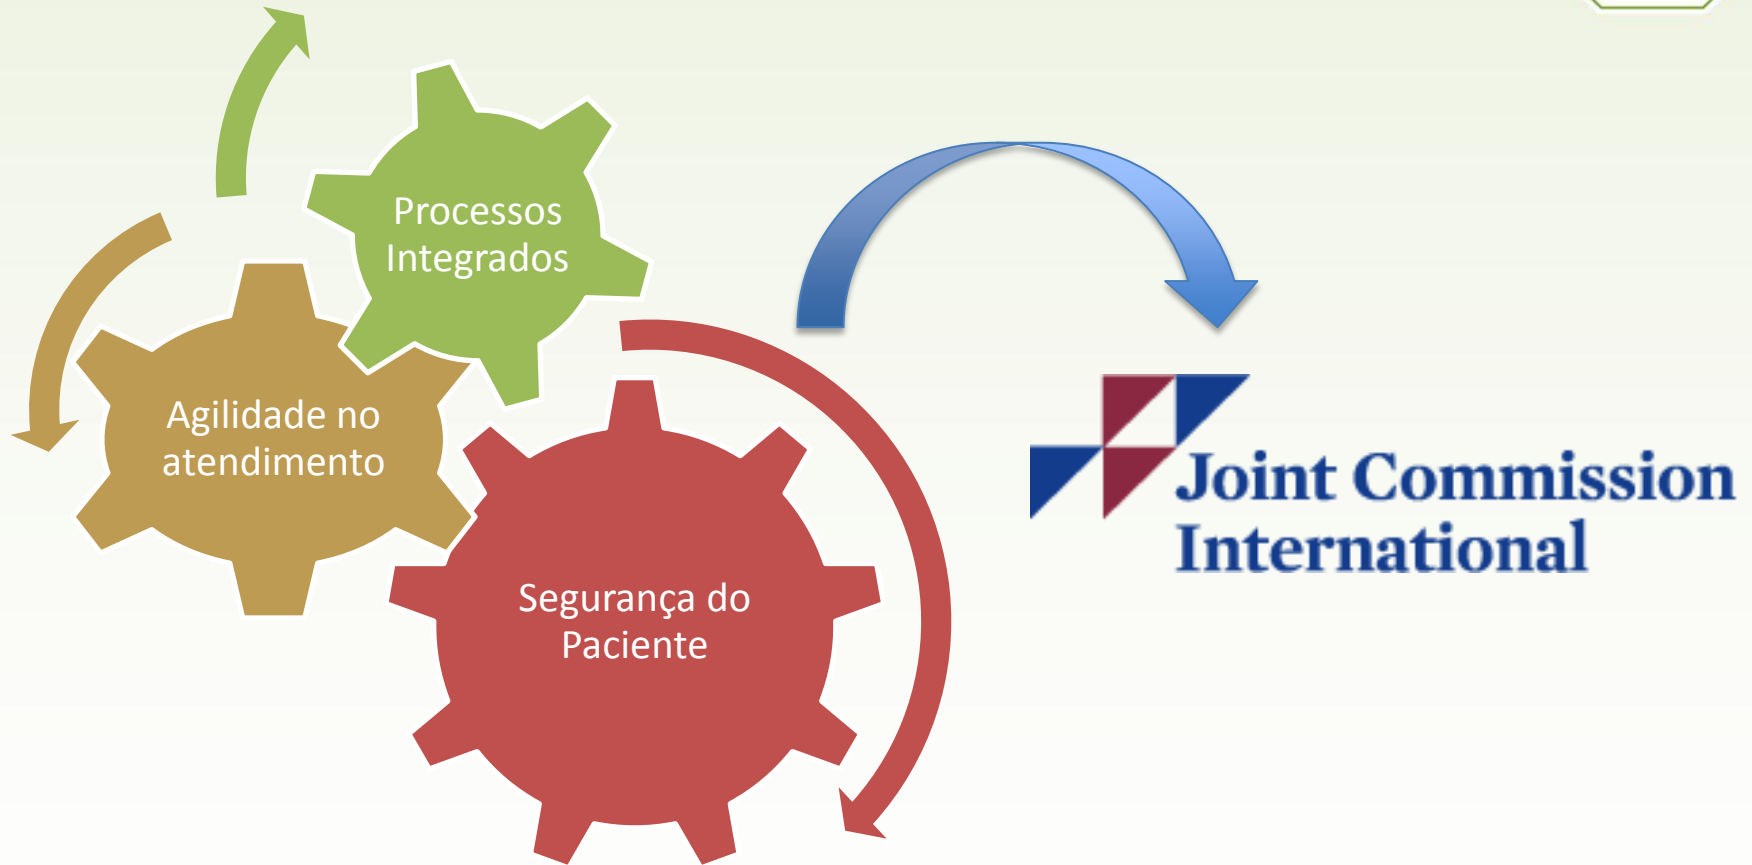 Processos
Integrados
Agilidade no
atendimento
Segurança do
Paciente
Joint Commission
International